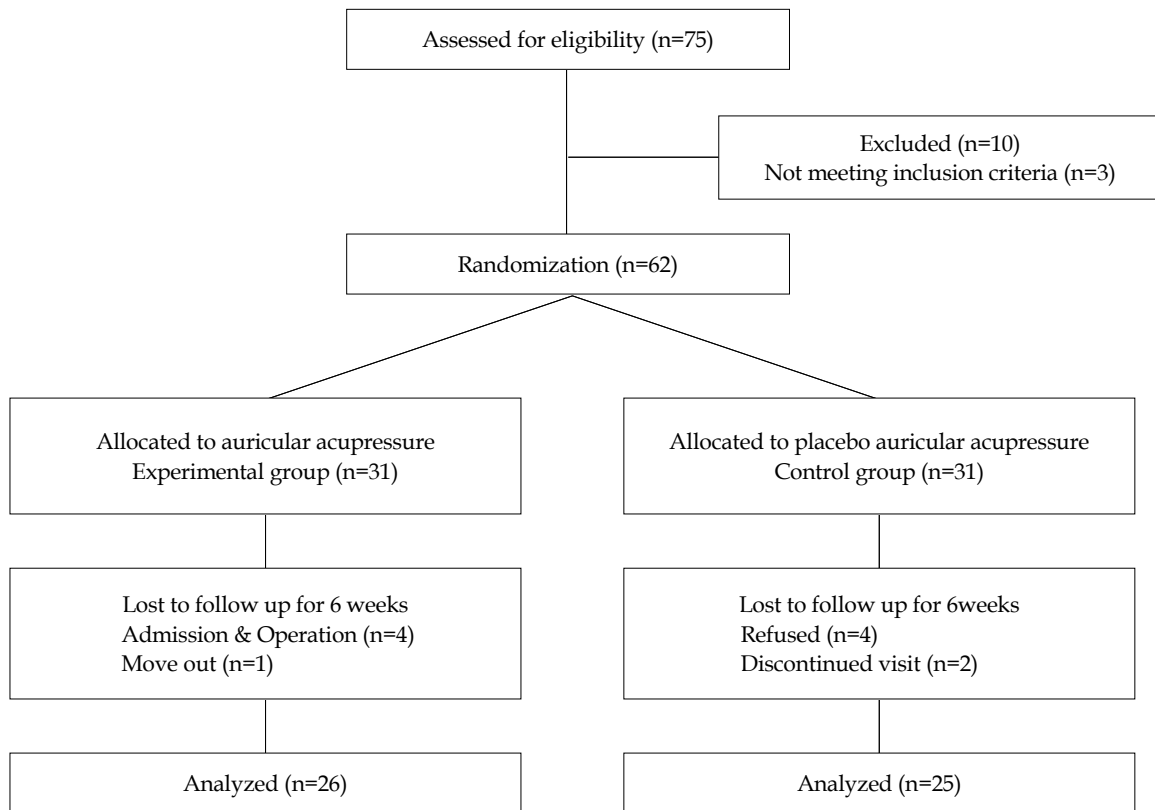 Assessed for eligibility (n=75)
Excluded (n=10)
Not meeting inclusion criteria (n=3)
Randomization (n=62)
Allocated to auricular acupressure
Experimental group (n=31)
Allocated to placebo auricular acupressure
Control group (n=31)
Lost to follow up for 6 weeks
Admission & Operation (n=4)
Move out (n=1)
Lost to follow up for 6weeks
Refused (n=4)
Discontinued visit (n=2)
Analyzed (n=26)
Analyzed (n=25)